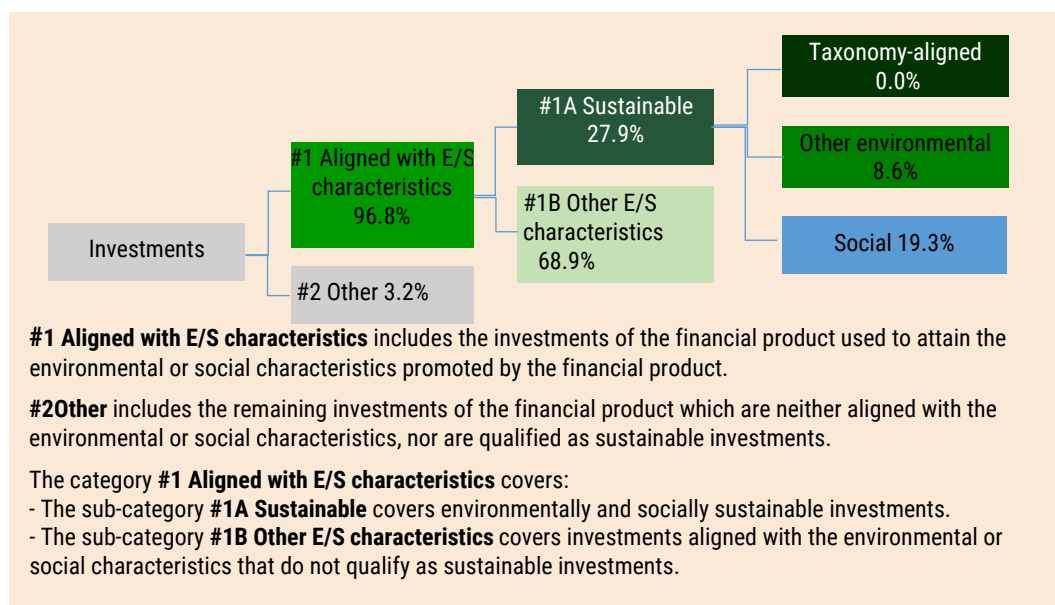 Taxonomy-aligned
0.0%
#1A Sustainable
27.9%
Other environmental
8.6%
#1 Aligned with E/S
characteristics
96.8%
#1B Other E/S
characteristics
68.9%
Social 19.3%
Investments
#2 Other 3.2%
#1 Aligned with E/S characteristics includes the investments of the financial product used to attain the
environmental or social characteristics promoted by the financial product.
#2Other includes the remaining investments of the financial product which are neither aligned with the
environmental or social characteristics, nor are qualified as sustainable investments.
The category #1 Aligned with E/S characteristics covers:
- The sub-category #1A Sustainable covers environmentally and socially sustainable investments.
- The sub-category #1B Other E/S characteristics covers investments aligned with the environmental or
social characteristics that do not qualify as sustainable investments.